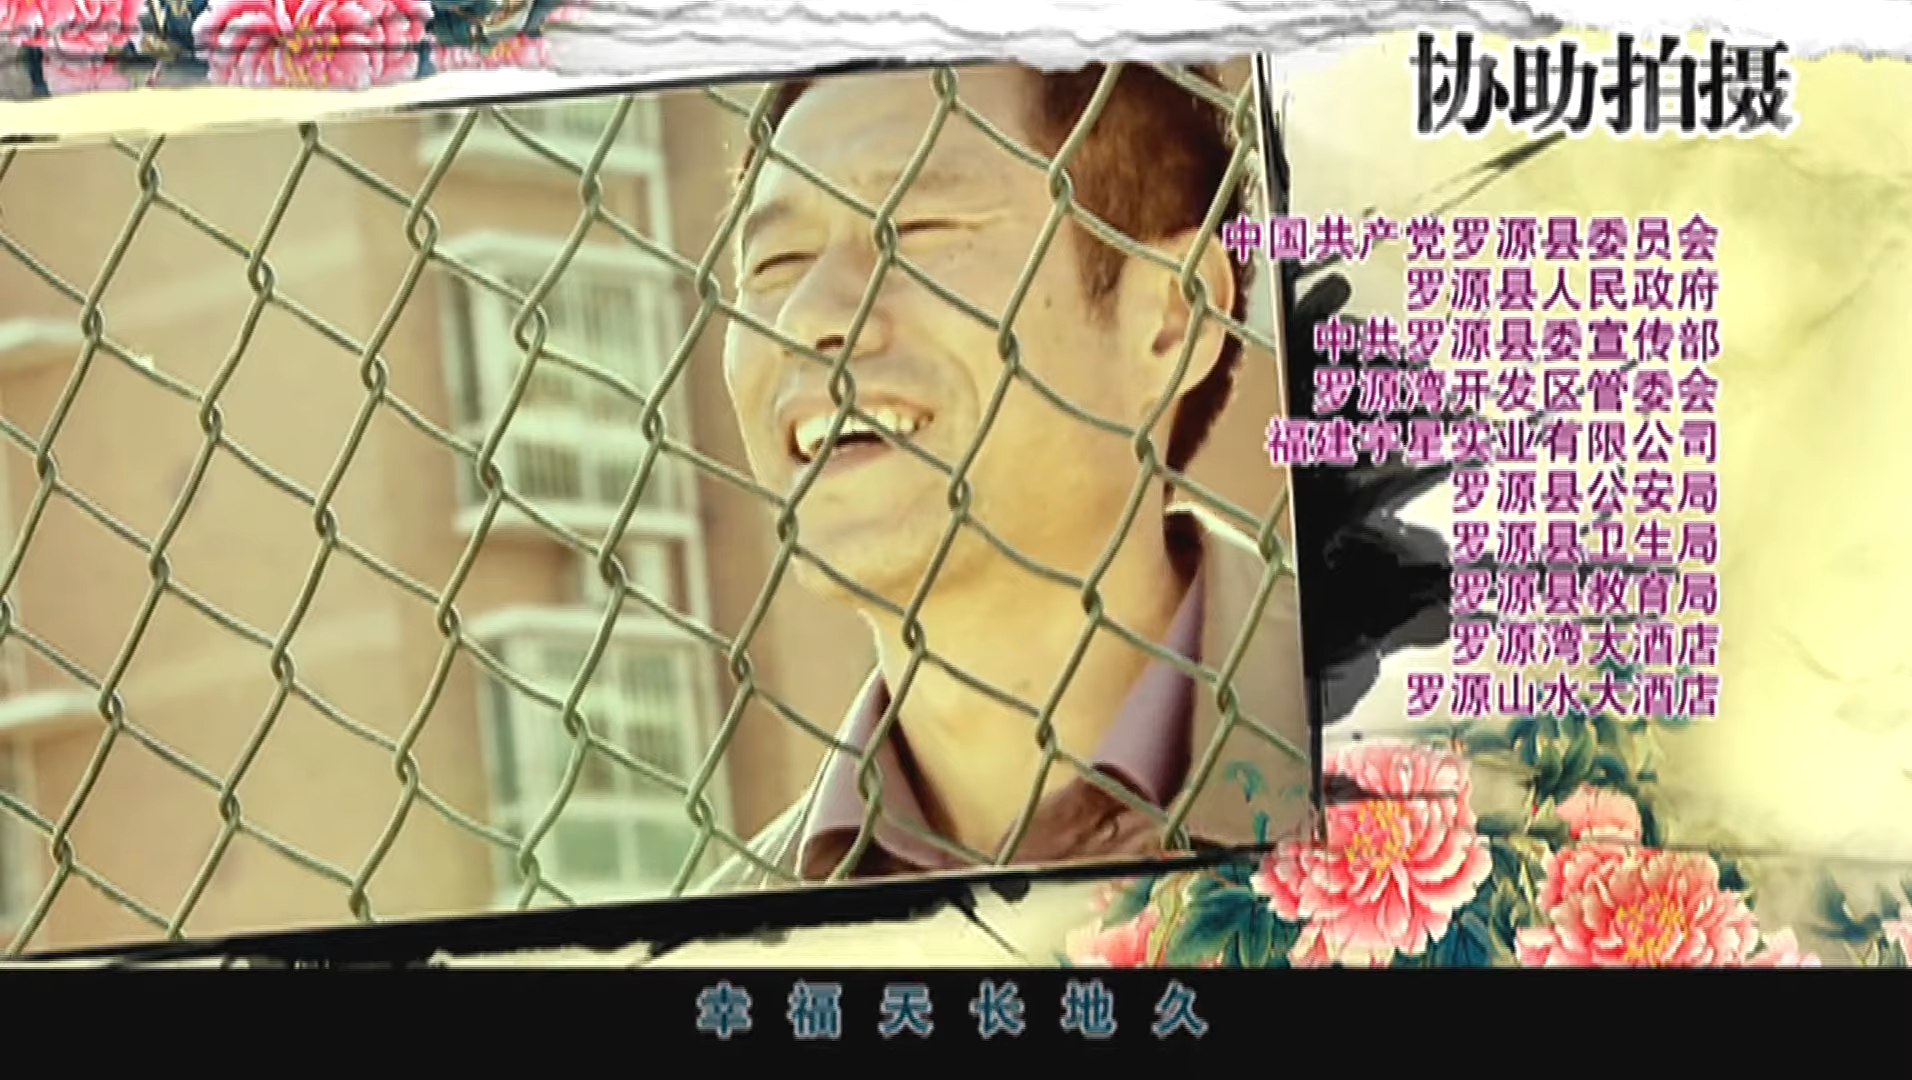 协助拍摄
中国共产党罗源县委员会
罗源县人民政府
中共罗源县委宣传部
罗源湾开发区管委会
福建宇星实业有限公司
罗源县公安局
罗源县卫生局
罗源县教育局
罗源湾大酒店
罗源山水大酒店
幸福天长地久